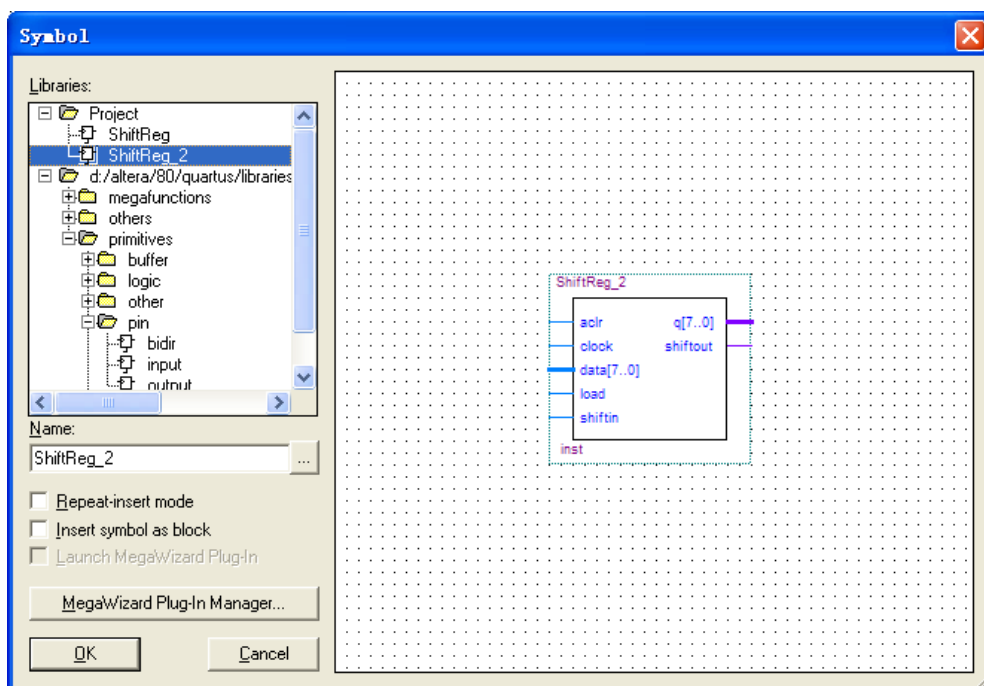 Symbol
Libraries:
Project
ShiftReg
ShiftReg_2
d:/altera/80/quartus/libraries
megafunctions
others
primitives
buffer
logic
other
pin
bidir
input
output
Name:
ShiftReg_2
...
Repeat-insert mode
Insert symbol as block
Launch MegaWizard Plug-In
MegaWizard Plug-In Manager...
OK
Cancel
ShiftReg_2
aclr q[7..0]
clock shiftout
data[7..0]
load
shiftin
inst